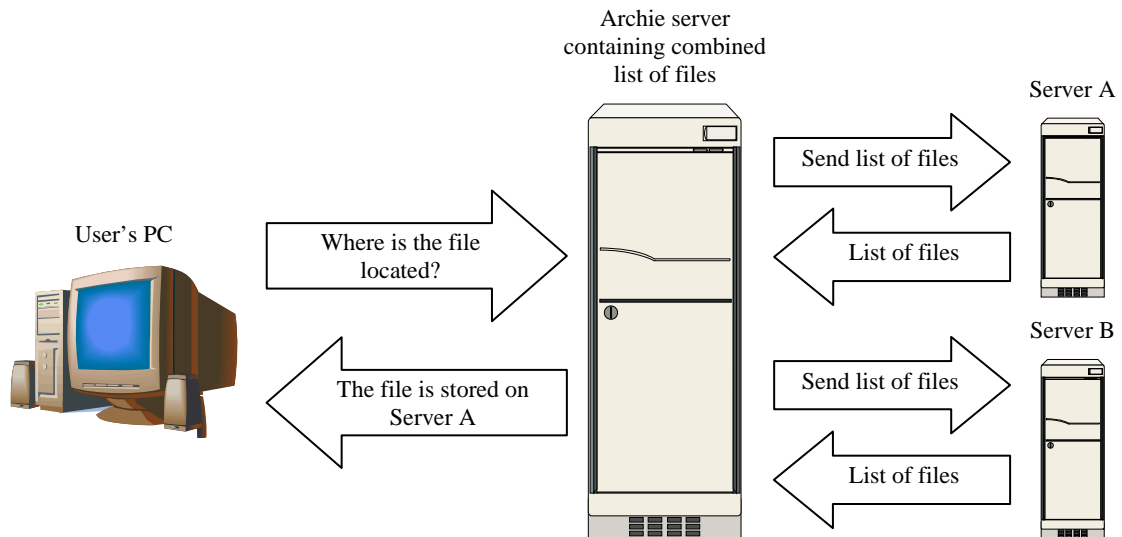 Archie server
containing combined
list of files
Server A
Send list of files
User's PC
Where is the file
located?
List of files
Server B
The file is stored on
Server A
Send list of files
List of files